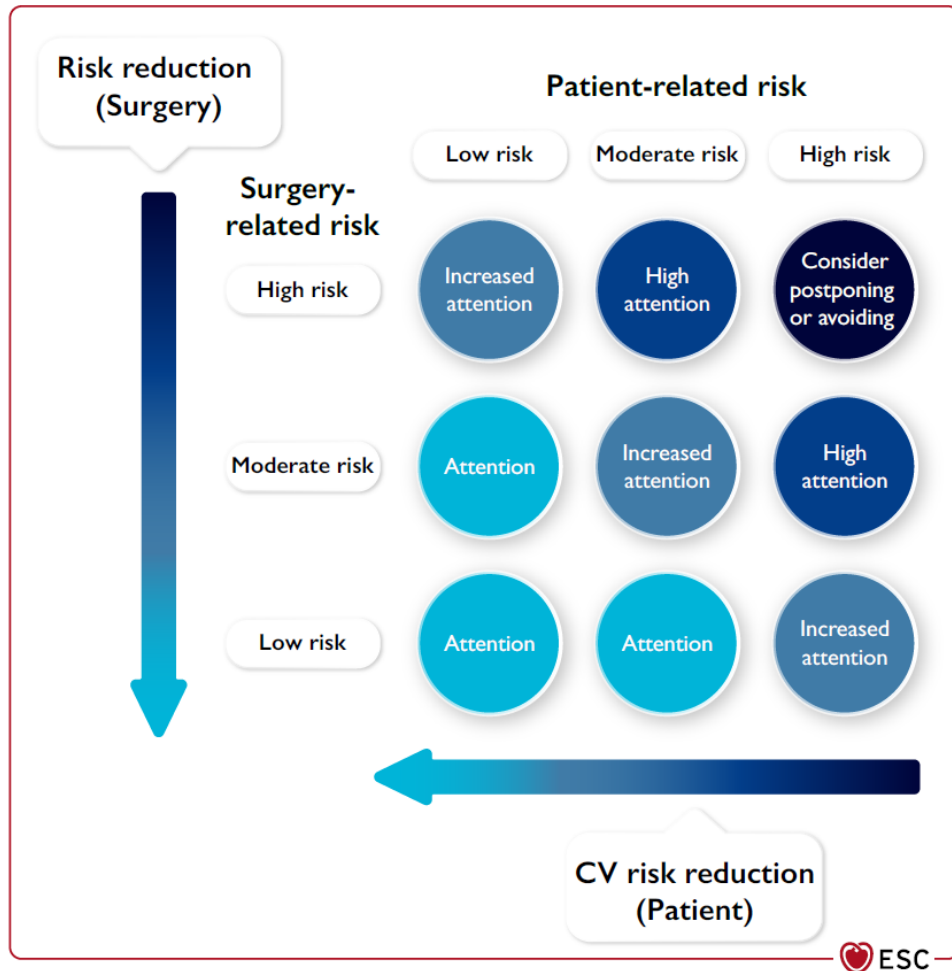 Risk reduction
(Surgery)
Patient-related risk
Low risk
Moderate risk
High risk
Surgery-
related risk
High risk
Increased
attention
High
attention
Consider
postponing
or avoiding
Moderate risk
Attention
Increased
attention
High
attention
Low risk
Attention
Attention
Increased
attention
CV risk reduction
(Patient)
ESC